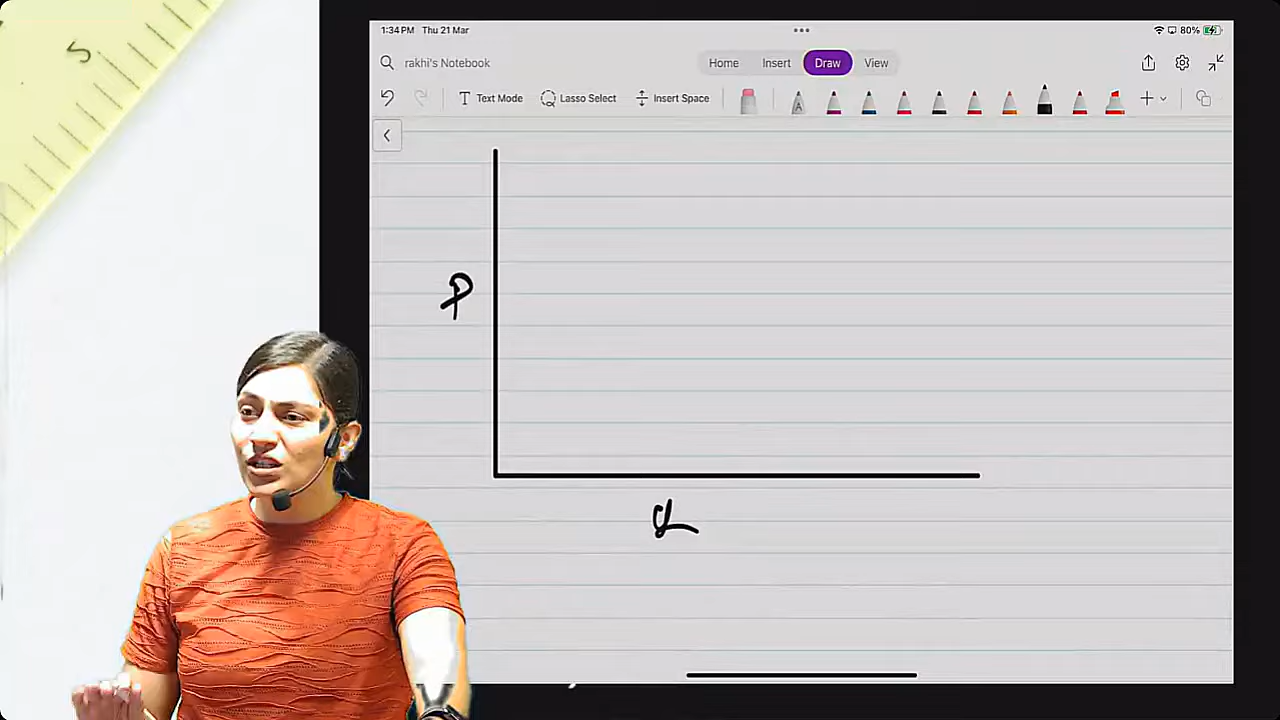 5
1:34 PM Thu 21 Mar
80%
rakhi's Notebook
Home Insert Draw View
Text Mode Lasso Select Insert Space
A
P